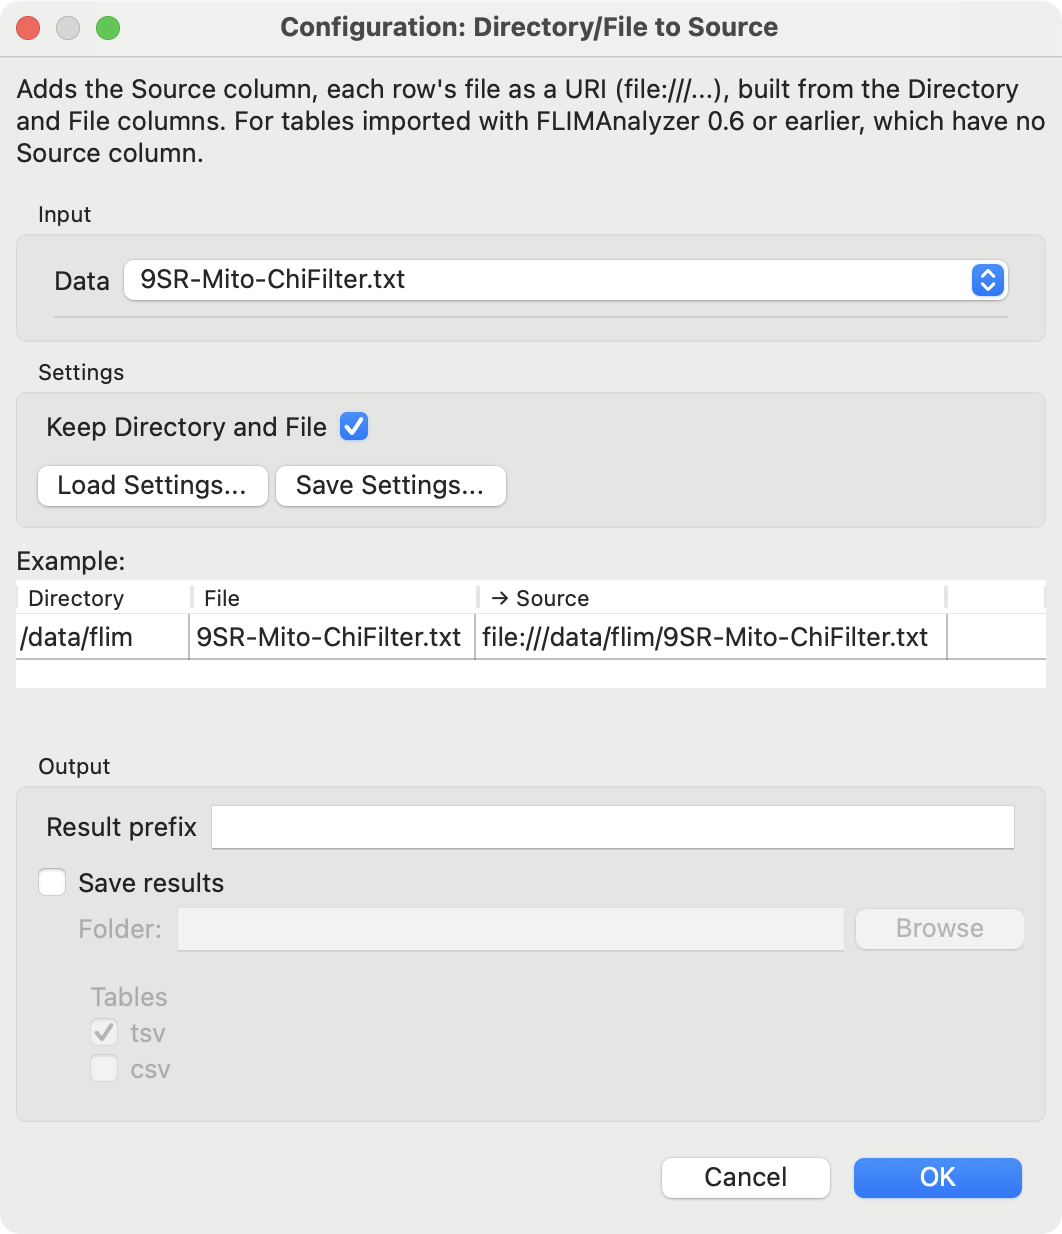 Configuration: Directory/File to Source
Adds the Source column, each row's file as a URI (file:///...), built from the Directory
and File columns. For tables imported with FLIMAnalyzer 0.6 or earlier, which have no
Source column.
Input
Data 9SR-Mito-ChiFilter.txt
Settings
Keep Directory and File
Load Settings... Save Settings...
Example:
Directory File → Source
/data/flim 9SR-Mito-ChiFilter.txt file:///data/flim/9SR-Mito-ChiFilter.txt
Output
Result prefix
Save results
Folder: Browse
Tables
tsv
csv
Cancel OK